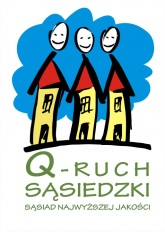 Q-RUCH
SĄSIEDZKI
SĄSIAD NAJWYŻSZEJ JAKOŚCI